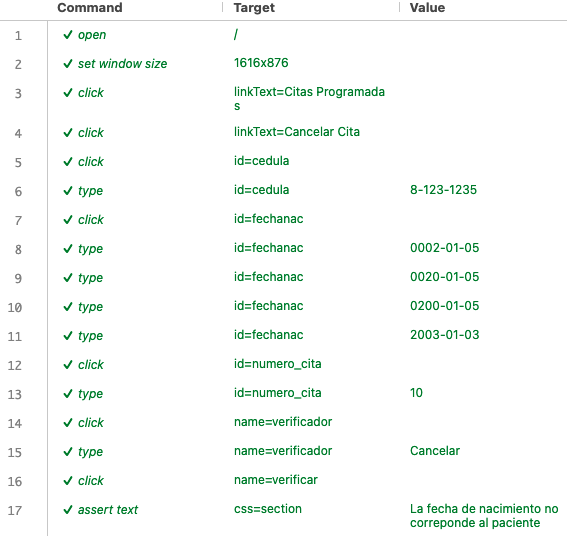 Command Target Value
1 ✓ open /
2 ✓ set window size 1616x876
3 ✓ click linkText=Citas Programada
s
4 ✓ click linkText=Cancelar Cita
5 ✓ click id=cedula
6 ✓ type id=cedula 8-123-1235
7 ✓ click id=fechanac
8 ✓ type id=fechanac 0002-01-05
9 ✓ type id=fechanac 0020-01-05
10 ✓ type id=fechanac 0200-01-05
11 ✓ type id=fechanac 2003-01-03
12 ✓ click id=numero_cita
13 ✓ type id=numero_cita 10
14 ✓ click name=verificador
15 ✓ type name=verificador Cancelar
16 ✓ click name=verificar
17 ✓ assert text css=section La fecha de nacimiento no
correponde al paciente